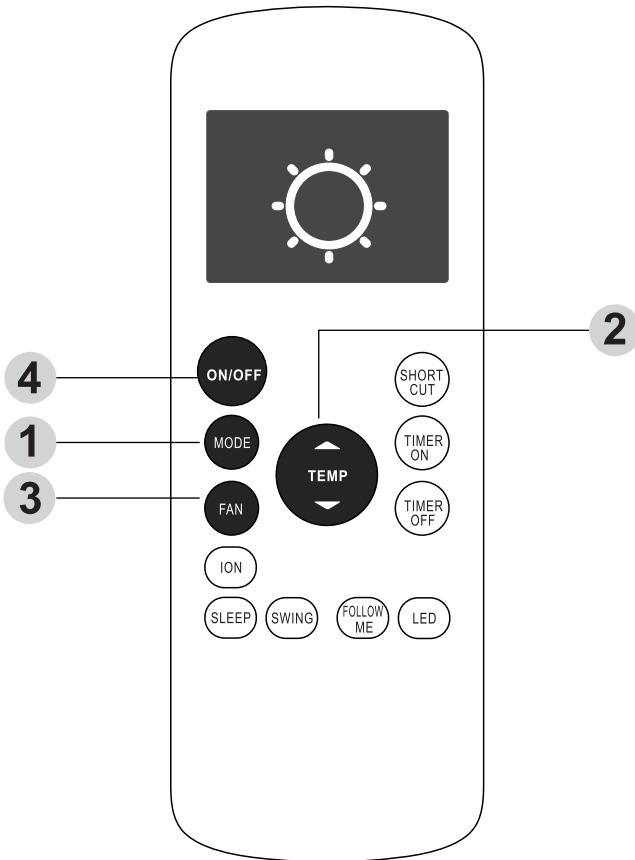 2
ON/OFF
SHORT
CUT
4
MODE
TIMER
ON
1
TEMP
FAN
TIMER
OFF
3
ION
SLEEP
SWING
FOLLOW
ME
LED